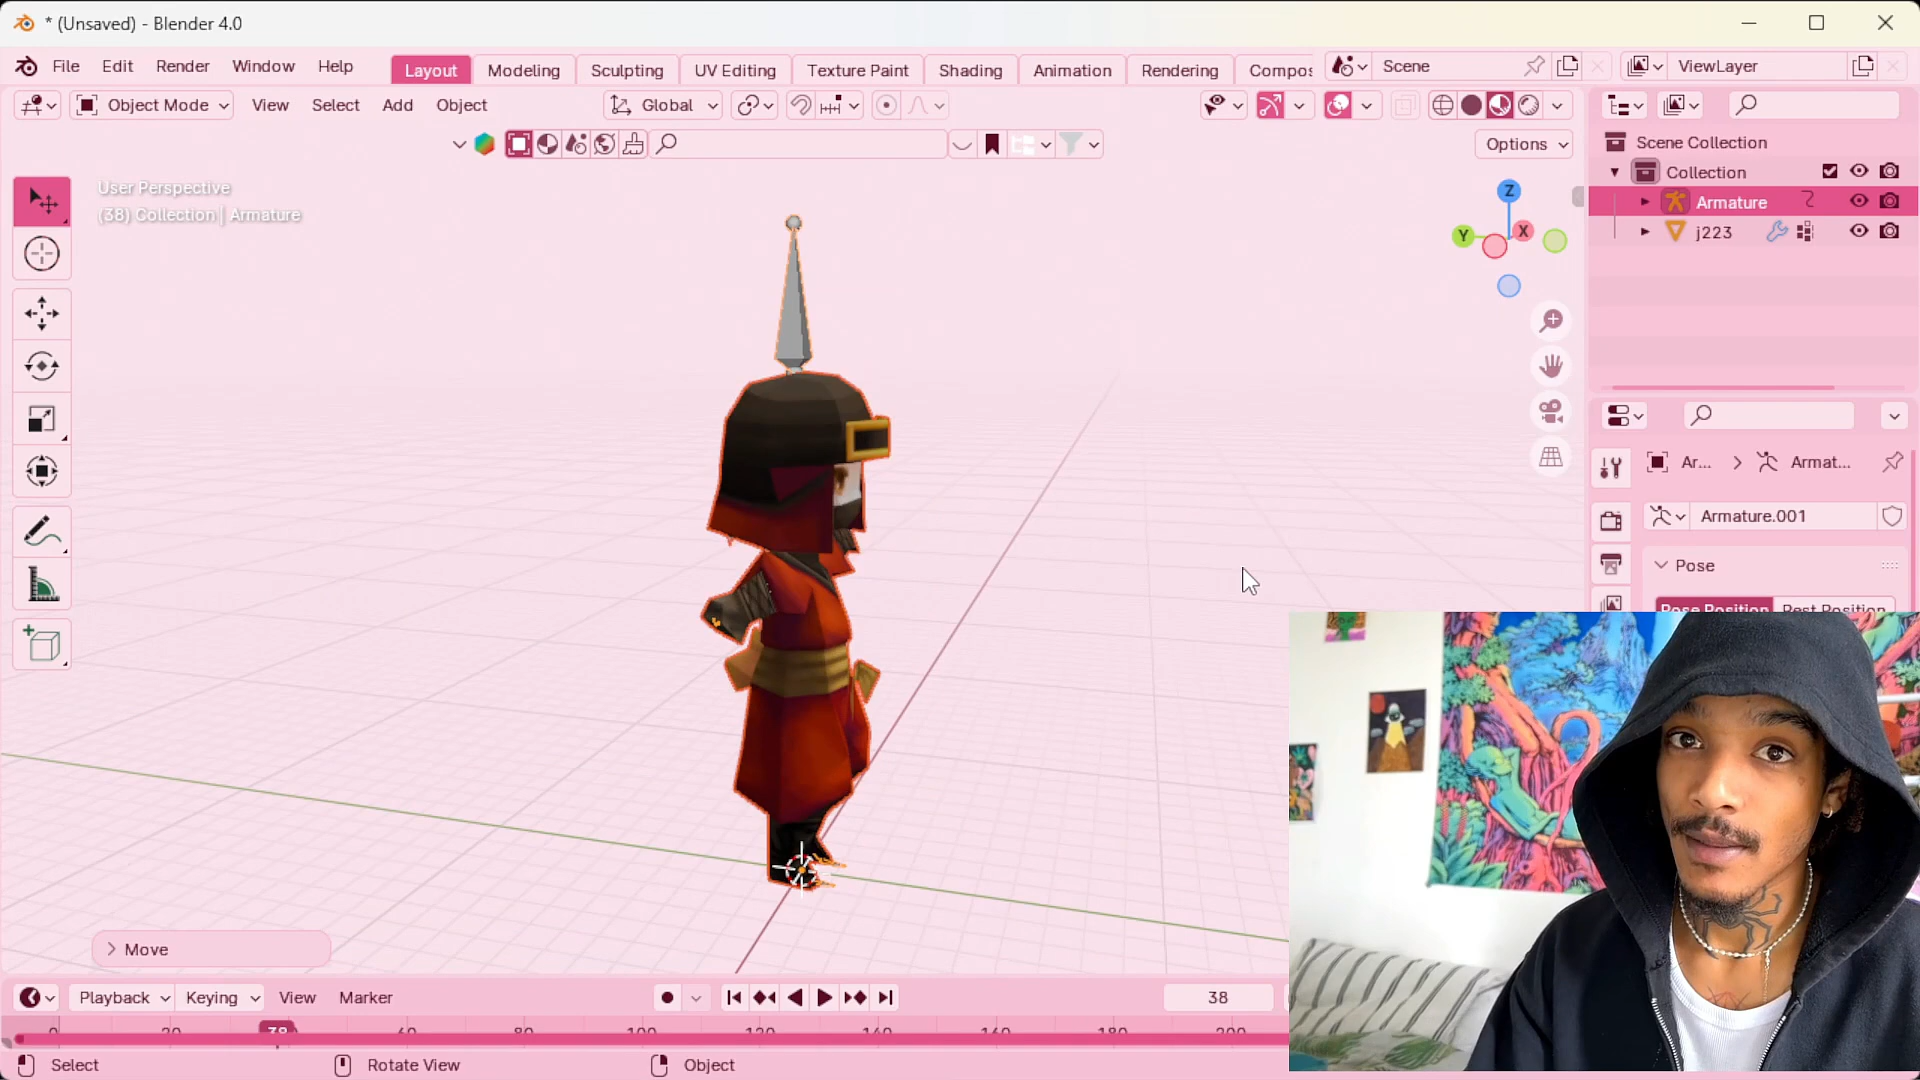 * (Unsaved) - Blender 4.0
File Edit Render Window Help Layout Modeling Sculpting UV Editing Texture Paint Shading Animation Rendering Compos Scene ViewLayer
Object Mode View Select Add Object Global
Options
User Perspective
(38) Collection | Armature
Z
Y X
Scene Collection
Collection
Armature
j223
Ar... Armat...
Armature.001
Pose
Pose Position Rest Position
Move
Playback Keying View Marker 38
0 20 38 60 80 100 120 140 160 180 200
Select Rotate View Object